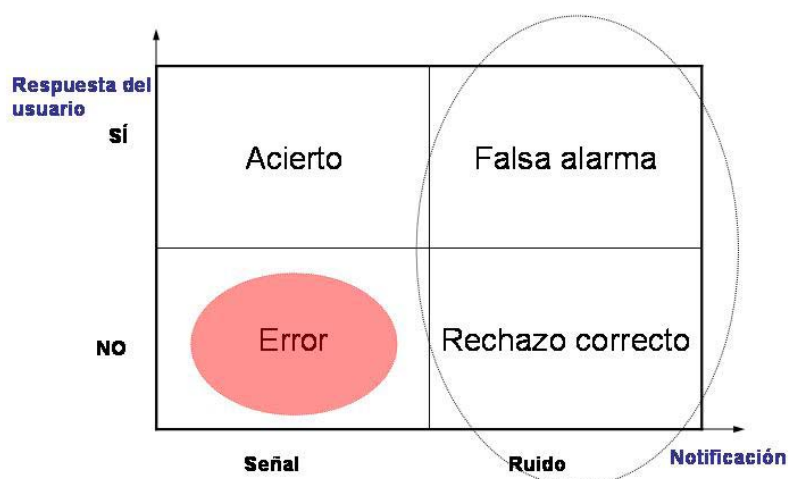 Respuesta del
usuario
SÍ
Acierto
Falsa alarma
NO
Error
Rechazo correcto
Señal
Ruido
Notificación